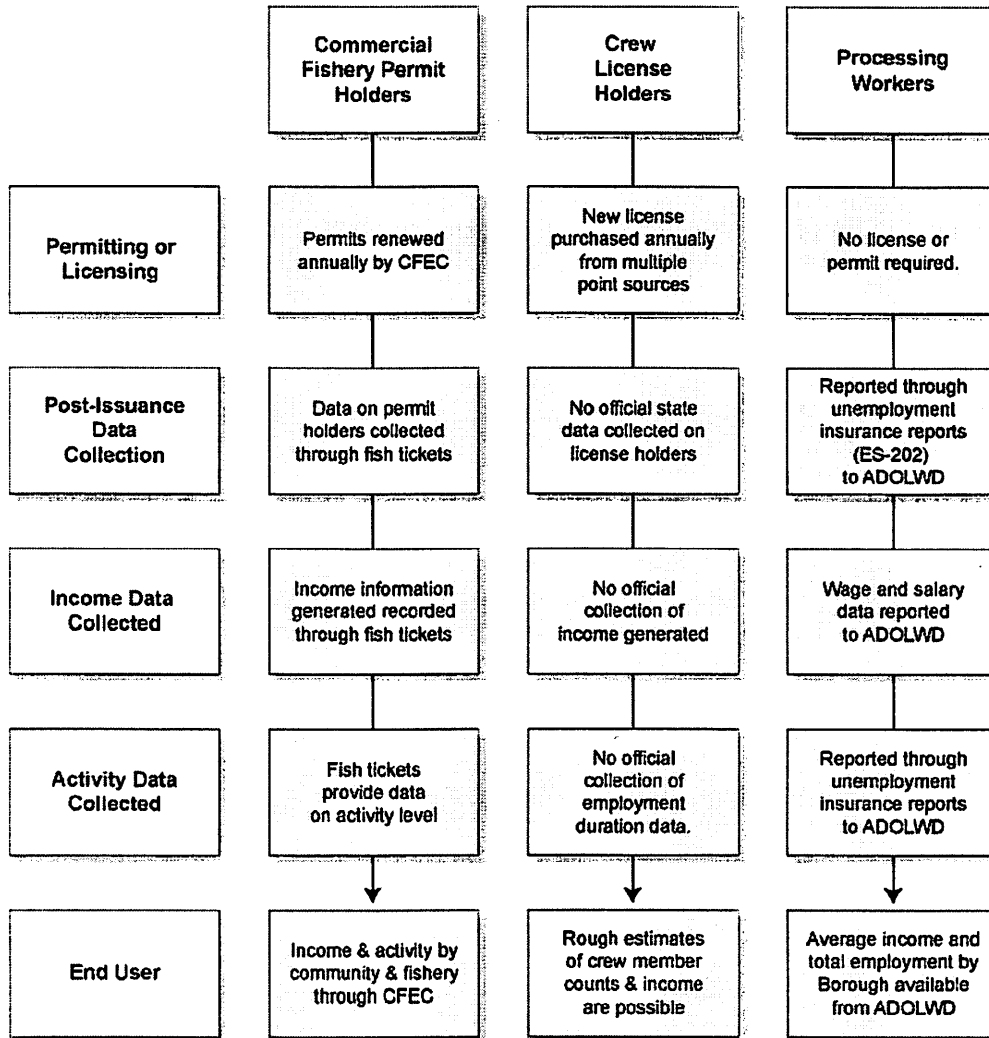 Commercial
Fishery Permit
Holders
Crew
License
Holders
Processing
Workers
Permitting or
Licensing
Permits renewed
annually by CFEC
New license
purchased annually
from multiple
point sources
No license or
permit required.
Post-Issuance
Data
Collection
Data on permit
holders collected
through fish tickets
No official state
data collected on
license holders
Reported through
unemployment
insurance reports
(ES-202)
to ADOLWD
Income Data
Collected
Income information
generated recorded
through fish tickets
No official
collection of
income generated
Wage and salary
data reported
to ADOLWD
Activity Data
Collected
Fish tickets
provide data
on activity level
No official
collection of
employment
duration data.
Reported through
unemployment
insurance reports
to ADOLWD
End User
Income & activity by
community & fishery
through CFEC
Rough estimates
of crew member
counts & income
are possible
Average income and
total employment by
Borough available
from ADOLWD